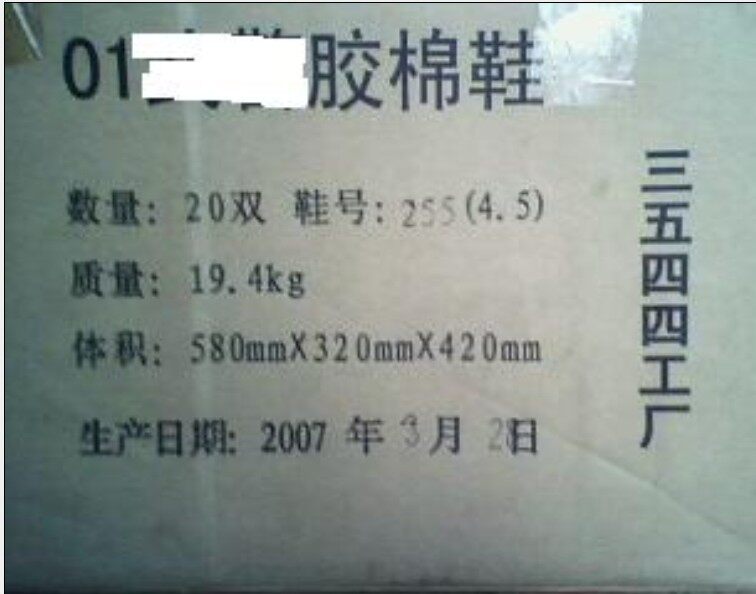 01 胶棉鞋
数量: 20双 鞋号: 255(4.5)
质量: 19.4kg
体积: 580mmX320mmX420mm
生产日期: 2007 年 3月 28日
三五四四工厂